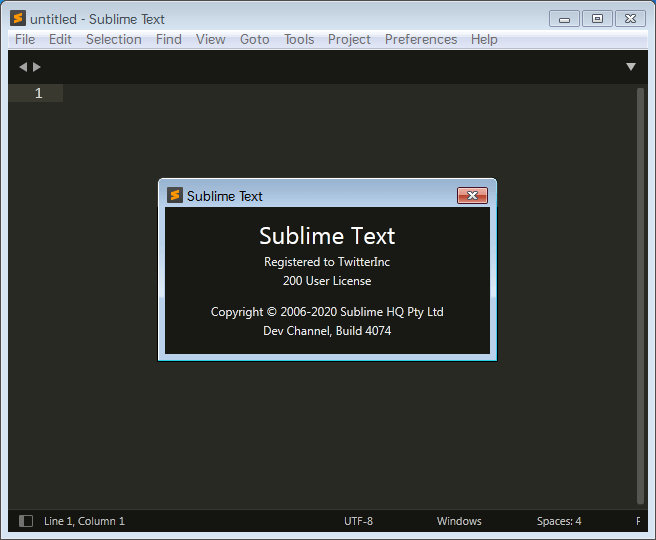 untitled - Sublime Text
File Edit Selection Find View Goto Tools Project Preferences Help
1
Sublime Text
Sublime Text
Registered to TwitterInc
200 User License
Copyright © 2006-2020 Sublime HQ Pty Ltd
Dev Channel, Build 4074
Line 1, Column 1 UTF-8 Windows Spaces: 4